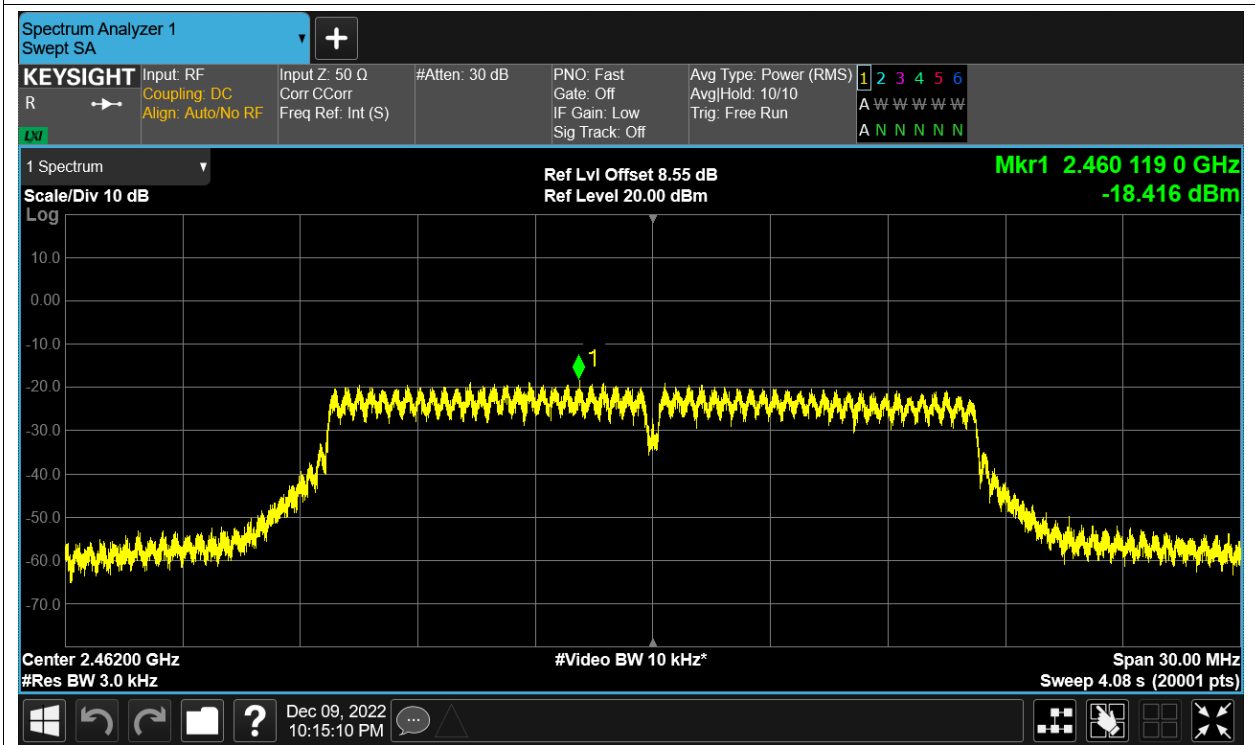 Spectrum Analyzer 1
Swept SA
KEYSIGHT
R
LXI
Input: RF
Coupling: DC
Align: Auto/No RF
Input Z: 50 Ω
Corr CCorr
Freq Ref: Int (S)
#Atten: 30 dB
PNO: Fast
Gate: Off
IF Gain: Low
Sig Track: Off
Avg Type: Power (RMS)
Avg|Hold: 10/10
Trig: Free Run
1 2 3 4 5 6
A W W W W W
A N N N N N
1 Spectrum
Scale/Div 10 dB
Log
Ref Lvl Offset 8.55 dB
Ref Level 20.00 dBm
Mkr1 2.460 119 0 GHz
-18.416 dBm
10.0
0.00
-10.0
1
-20.0
-30.0
-40.0
-50.0
-60.0
-70.0
Center 2.46200 GHz
#Video BW 10 kHz*
Span 30.00 MHz
#Res BW 3.0 kHz
Sweep 4.08 s (20001 pts)
?
Dec 09, 2022
10:15:10 PM